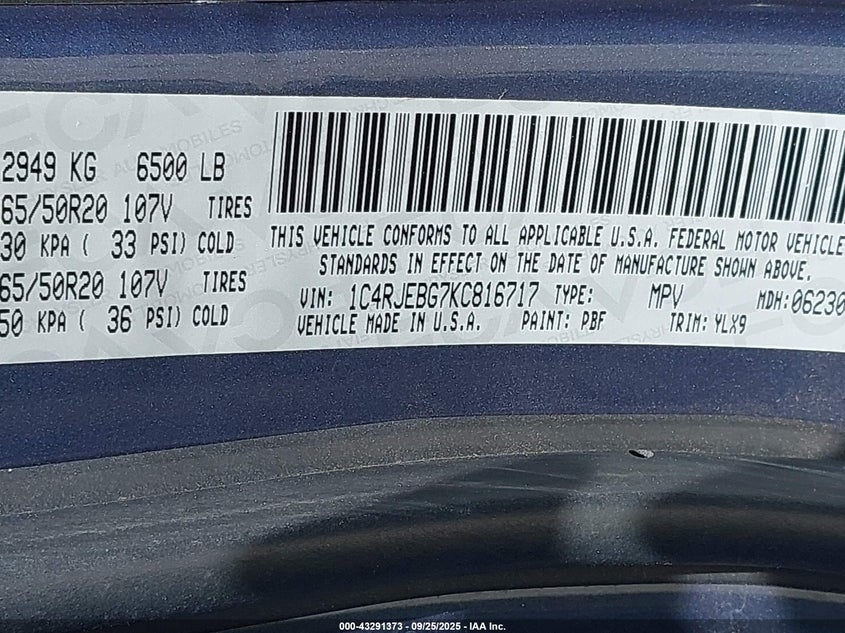 2949 KG 6500 LB
65/50R20 107V TIRES
30 KPA ( 33 PSI) COLD
65/50R20 107V TIRES
50 KPA ( 36 PSI) COLD
THIS VEHICLE CONFORMS TO ALL APPLICABLE U.S.A. FEDERAL MOTOR VEHICLE
STANDARDS IN EFFECT ON THE DATE OF MANUFACTURE SHOWN ABOVE.
VIN: 1C4RJEBG7KC816717 TYPE: MPV MDH:06230
VEHICLE MADE IN U.S.A. PAINT: PBF TRIM: YLX9
000-43291373 - 09/25/2025 - IAA Inc.